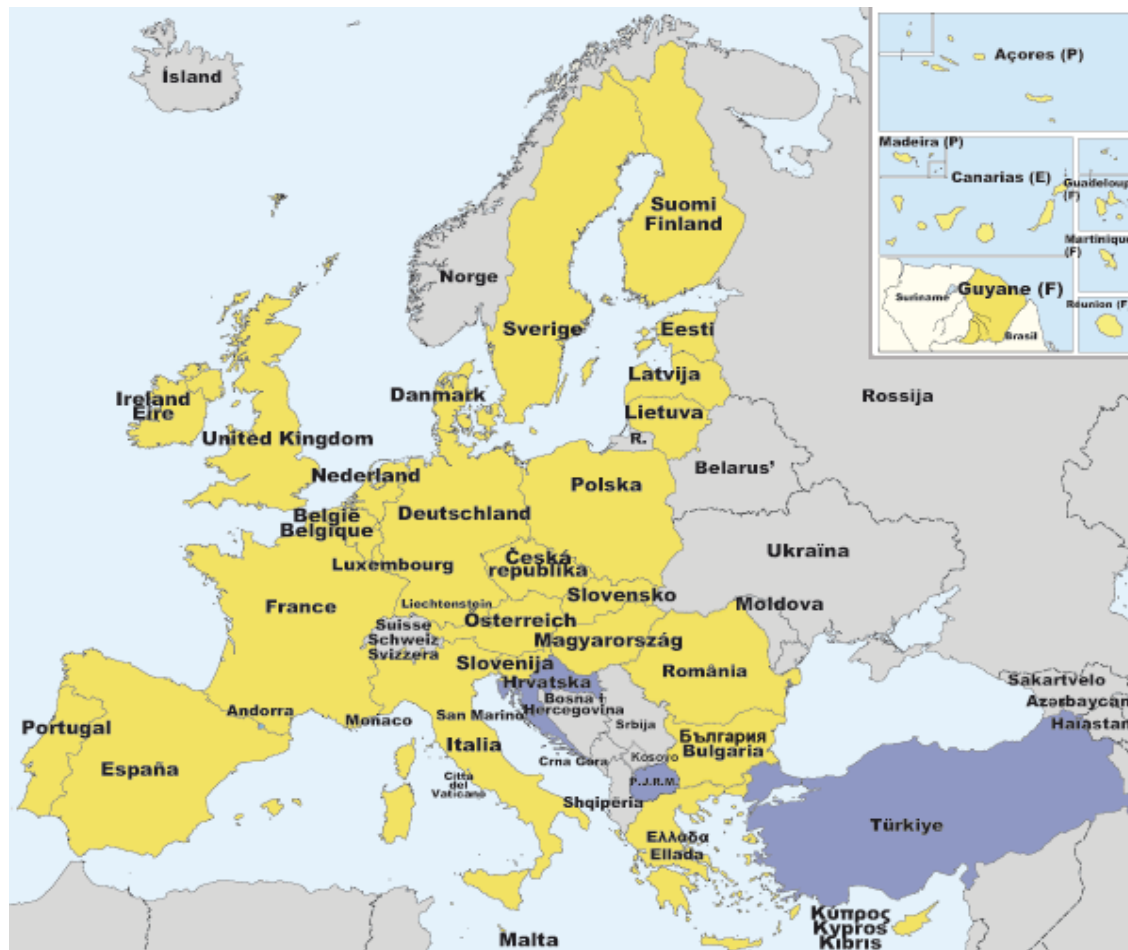 Ísland
Açores (P)
Madeira (P)
Canarias (E)
Guadeloup
(F)
Martinique
(F)
Suomi
Finland
Norge
Guyane (F)
Suriname
Réunion (F
Brasil
Sverige
Eesti
Latvija
Danmark
Lietuva
Rossija
Ireland
Éire
R.
United Kingdom
Belarus’
Nederland
Polska
België
Belgique
Deutschland
Ukraïna
Luxembourg
Česká
republika
Slovensko
France
Liechtenstein
Moldova
Österreich
Suisse
Schweiz
Svizzera
Magyarország
Slovenija
România
Hrvatska
Sakartvelo
Bosna i
Hercegovina
Azərbaycan
Andorra
Monaco
San Marino
Srbija
Haiastan
Portugal
Italia
България
Bulgaria
España
Crna Gora
Kosovo
Città
del
Vaticano
P.J.R.M.
Shqipëria
Türkiye
Ελλάδα
Ellada
Κύπρος
Kypros
Kıbrıs
Malta